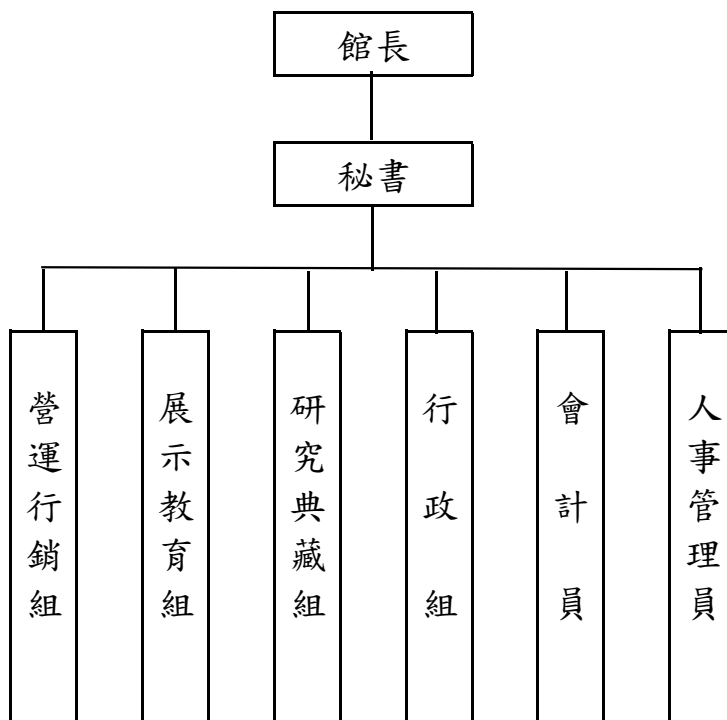 館長
秘書
營運行銷組
展示教育組
研究典藏組
行政組
會計員
人事管理員